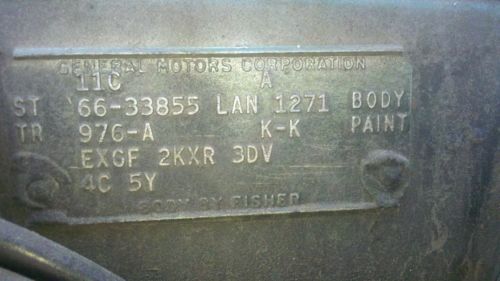 GENERAL MOTORS CORPORATION
11C A
ST 66-33855 LAN 1271 BODY
TR 976-A K-K PAINT
EXGF 2KXR 3DV
4C 5Y
BODY BY FISHER